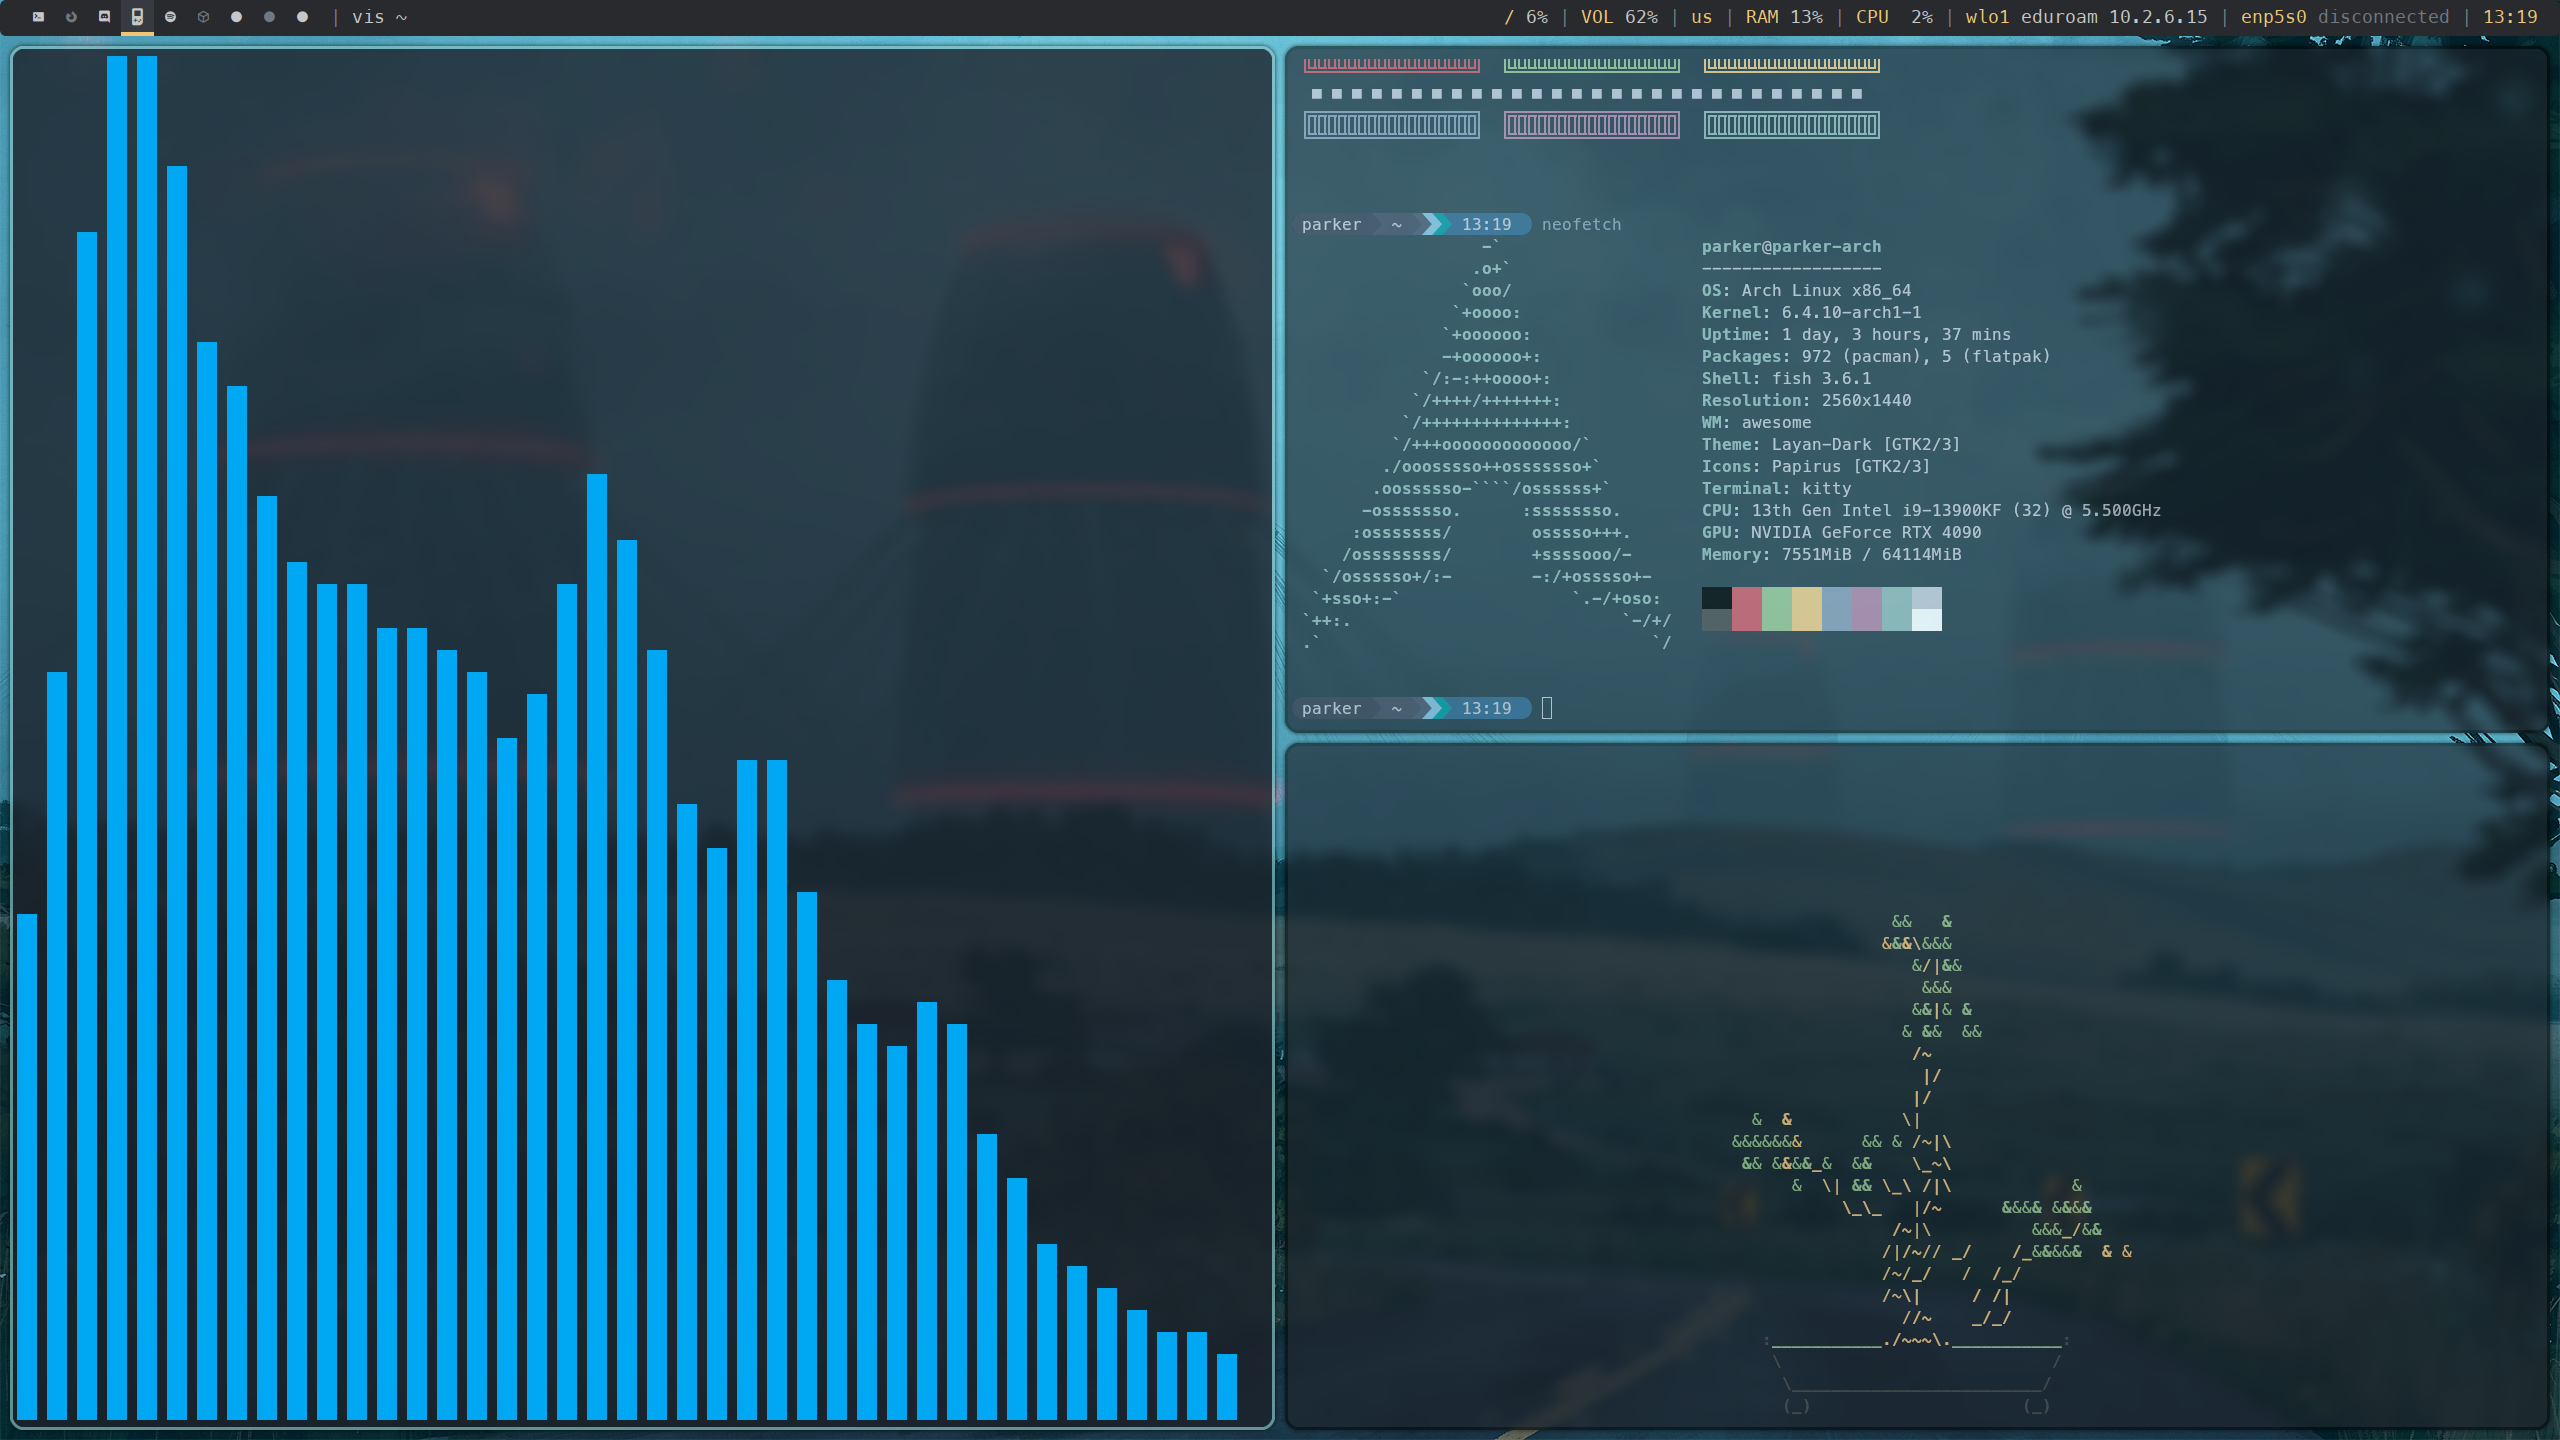 vis ~
/ 6% | VOL 62% | us | RAM 13% | CPU 2% | wlo1 eduroam 10.2.6.15 | enp5s0 disconnected | 13:19
parker ~ 13:19 neofetch
parker@parker-arch
------------------
OS: Arch Linux x86_64
Kernel: 6.4.10-arch1-1
Uptime: 1 day, 3 hours, 37 mins
Packages: 972 (pacman), 5 (flatpak)
Shell: fish 3.6.1
Resolution: 2560x1440
WM: awesome
Theme: Layan-Dark [GTK2/3]
Icons: Papirus [GTK2/3]
Terminal: kitty
CPU: 13th Gen Intel i9-13900KF (32) @ 5.500GHz
GPU: NVIDIA GeForce RTX 4090
Memory: 7551MiB / 64114MiB
parker ~ 13:19